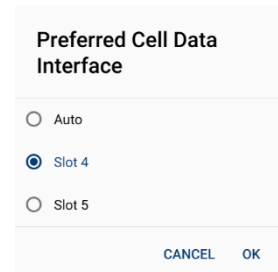 Preferred Cell Data
Interface
Auto
Slot 4
Slot 5
CANCEL OK